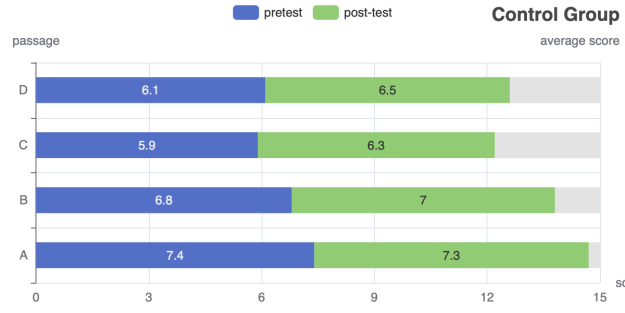 pretest post-test Control Group
passage average score
D 6.1 6.5
C 5.9 6.3
B 6.8 7
A 7.4 7.3
0 3 6 9 12 15